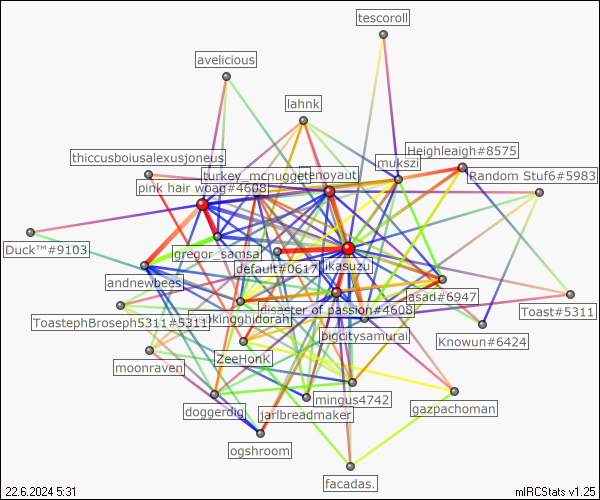 tescoroll
avelicious
lahnk
Heighleaigh#8575
thiccusboiusalexusjoneus
mukszi
turkey_mcnugget
enoyaut
Random Stuf6#5983
pink hair woag#4608
Duck™#9103
gregor_samsa
default#0617
ikasuzu
andnewbees
asad#6947
disaster of passion#4608
Toast#5311
ToastephBroseph5311#5311
kingghidorah
bigcitysamurai
Knowun#6424
ZeeHonk
moonraven
mingus4742
doggerdig
jarlbreadmaker
gazpachoman
ogshroom
facadas.
22.6.2024 5:31
mIRCStats v1.25